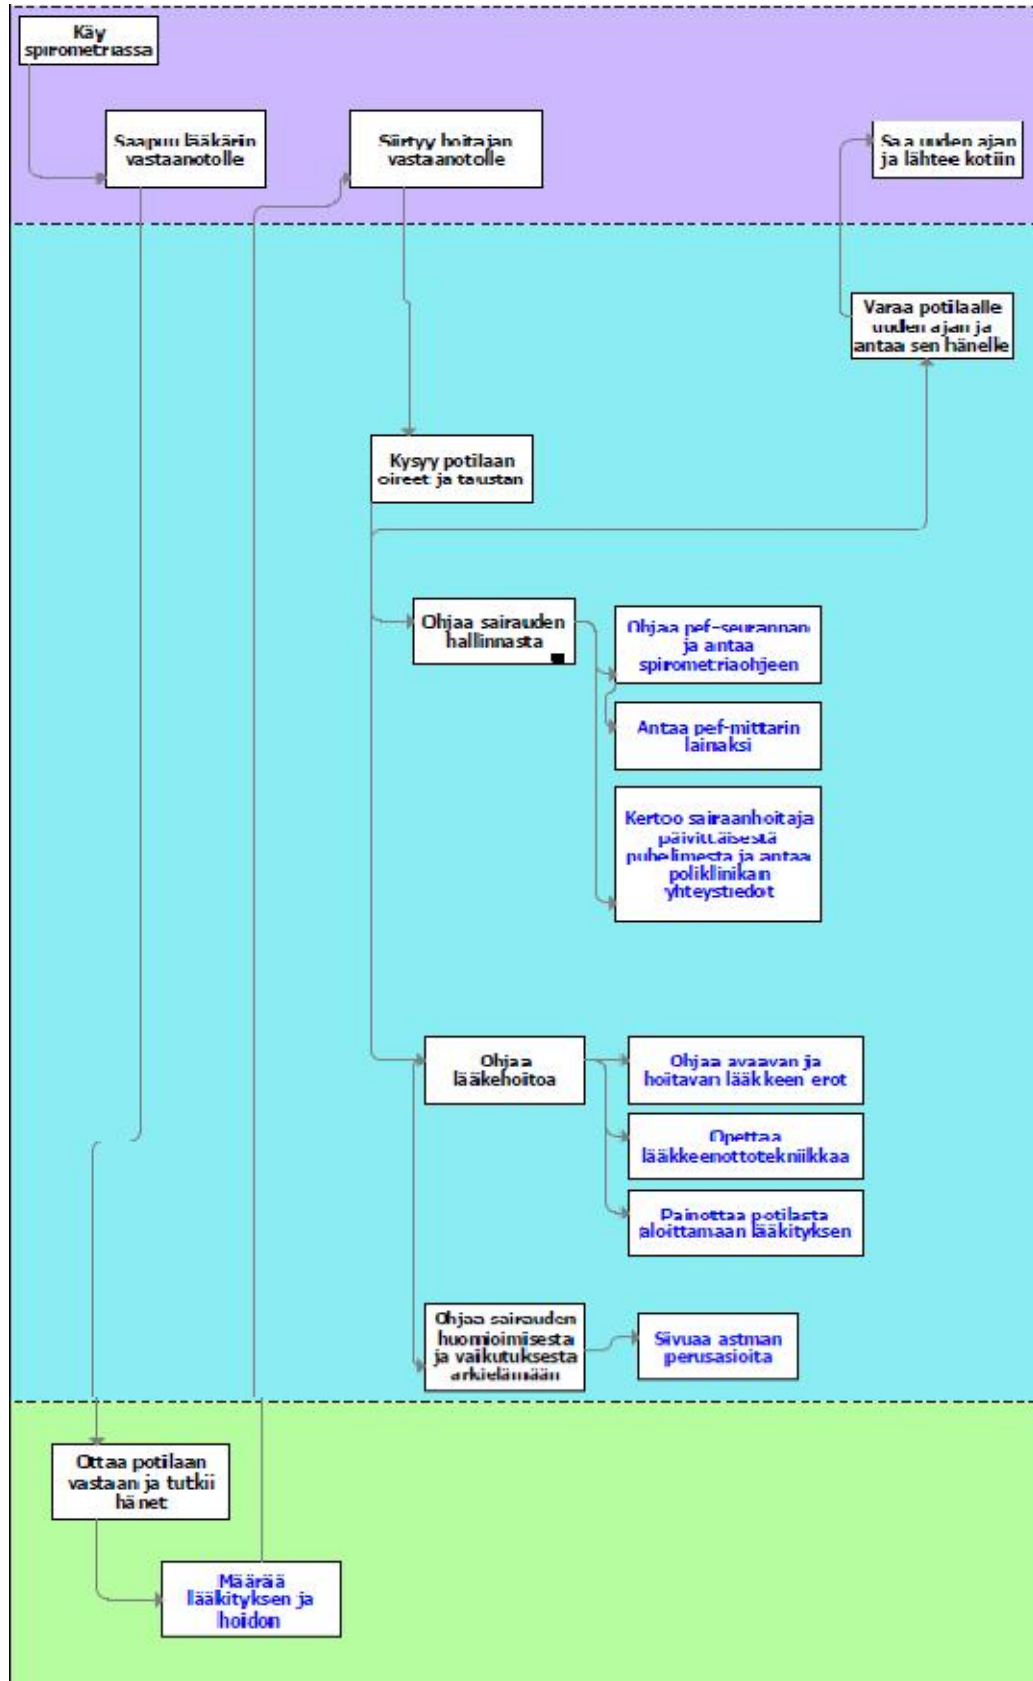 Käy
spirometriassa
Saapuu lääkärin
vastaanotolle
Siirtyy hoitajan
vastaanotolle
Saa uuden ajan
ja lähtee kotiin
Varaa potilaalle
uuden ajan ja
antaa sen hänelle
Kysyy potilaan
oireet ja taustan
Ohjaa sairauden
hallinnasta
Ohjaa pef-seurannan
ja antaa
spirometriaohjeen
Antaa pef-mittarin
lainaksi
Kertoo sairaanhoitaja
päivittäisestä
puhelimesta ja antaa
poliklinikan
yhteystiedot
Ohjaa
lääkehoitoa
Ohjaa avaavan ja
hoitavan lääkkeen erot
Opettaa
lääkkeenottotekniikkaa
Painottaa potilasta
aloittamaan lääkityksen
Ohjaa sairauden
huomioimisesta
ja vaikutuksesta
arkielämään
Sivuaa astman
perusasioita
Ottaa potilaan
vastaan ja tutkii
hänet
Määrää
lääkityksen ja
hoidon